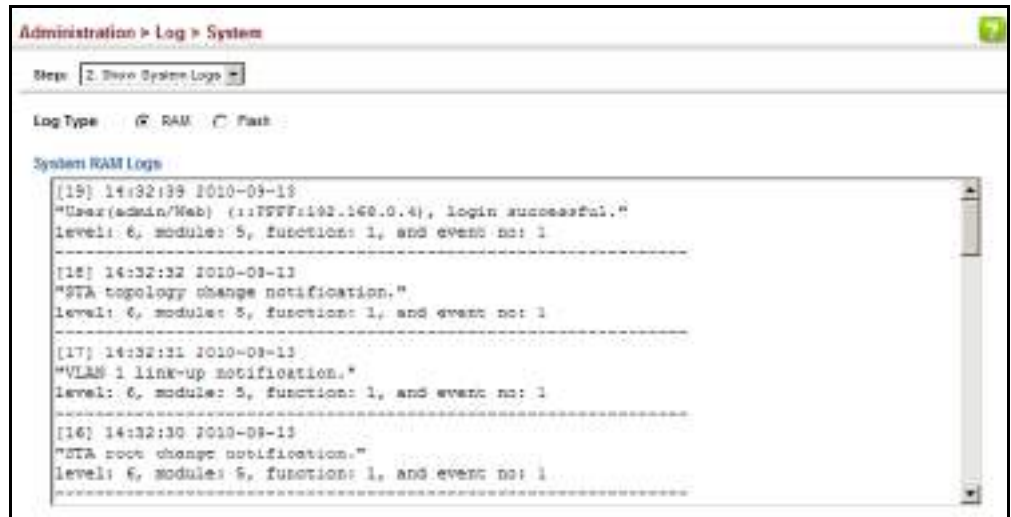 Administration > Log > System
Step: 2. Show System Logs
Log Type RAM Flash
System RAM Logs
[19] 14:32:39 2010-09-13
"User(admin/Web) (::FFFF:192.168.0.4), login successful."
level: 6, module: 5, function: 1, and event no: 1
------------------------------------------------------------
[18] 14:32:32 2010-09-13
"STA topology change notification."
level: 6, module: 5, function: 1, and event no: 1
------------------------------------------------------------
[17] 14:32:31 2010-09-13
"VLAN 1 link-up notification."
level: 6, module: 5, function: 1, and event no: 1
------------------------------------------------------------
[16] 14:32:30 2010-09-13
"STA root change notification."
level: 6, module: 5, function: 1, and event no: 1
------------------------------------------------------------